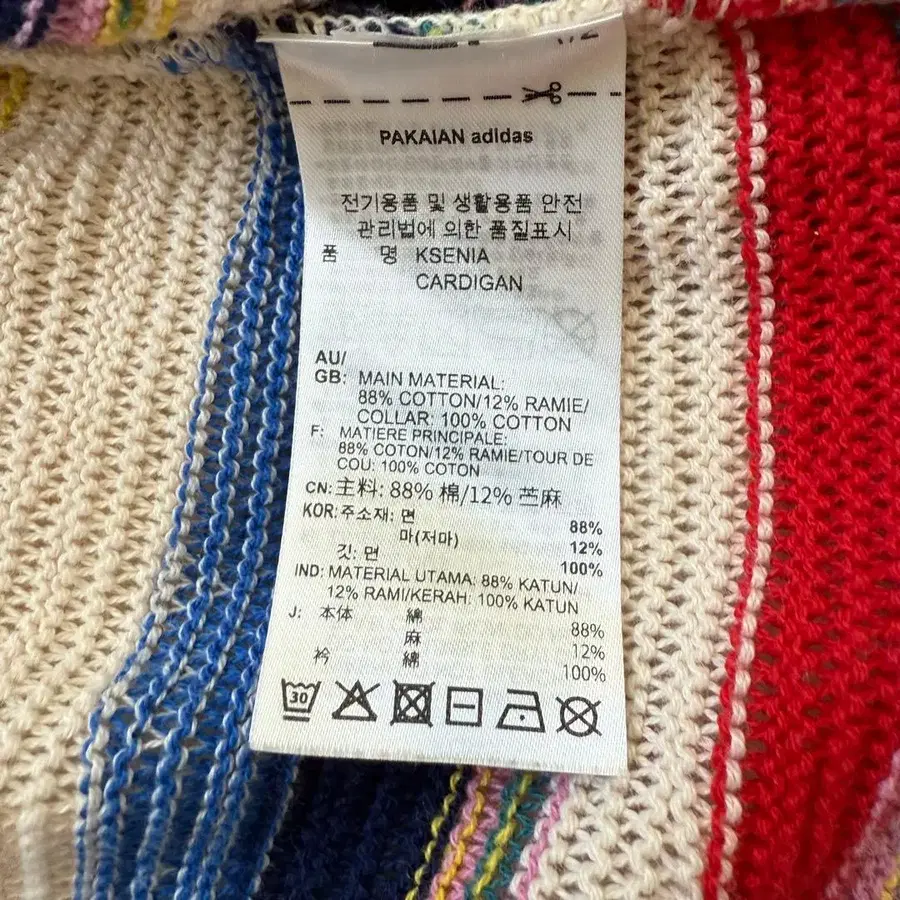 PAKAIAN adidas
전기용품 및 생활용품 안전
관리법에 의한 품질표시
품 명 KSENIA
CARDIGAN
AU/
GB: MAIN MATERIAL:
88% COTTON/12% RAMIE/
COLLAR: 100% COTTON
F: MATIERE PRINCIPALE:
88% COTON/12% RAMIE/TOUR DE
COU: 100% COTON
CN: 主料: 88% 棉/12% 苎麻
KOR: 주소재: 면 88%
마(저마) 12%
깃: 면 100%
IND: MATERIAL UTAMA: 88% KATUN/
12% RAMI/KERAH: 100% KATUN
J: 本体 綿 88%
麻 12%
衿 綿 100%
30